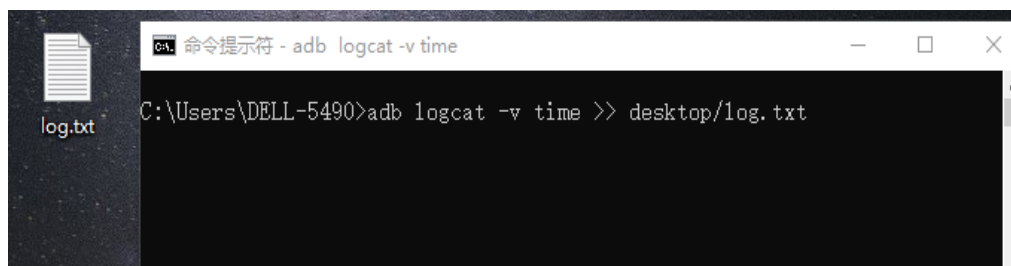 命令提示符 - adb  logcat -v time
C:\Users\DELL-5490>adb logcat -v time >> desktop/log.txt
log.txt